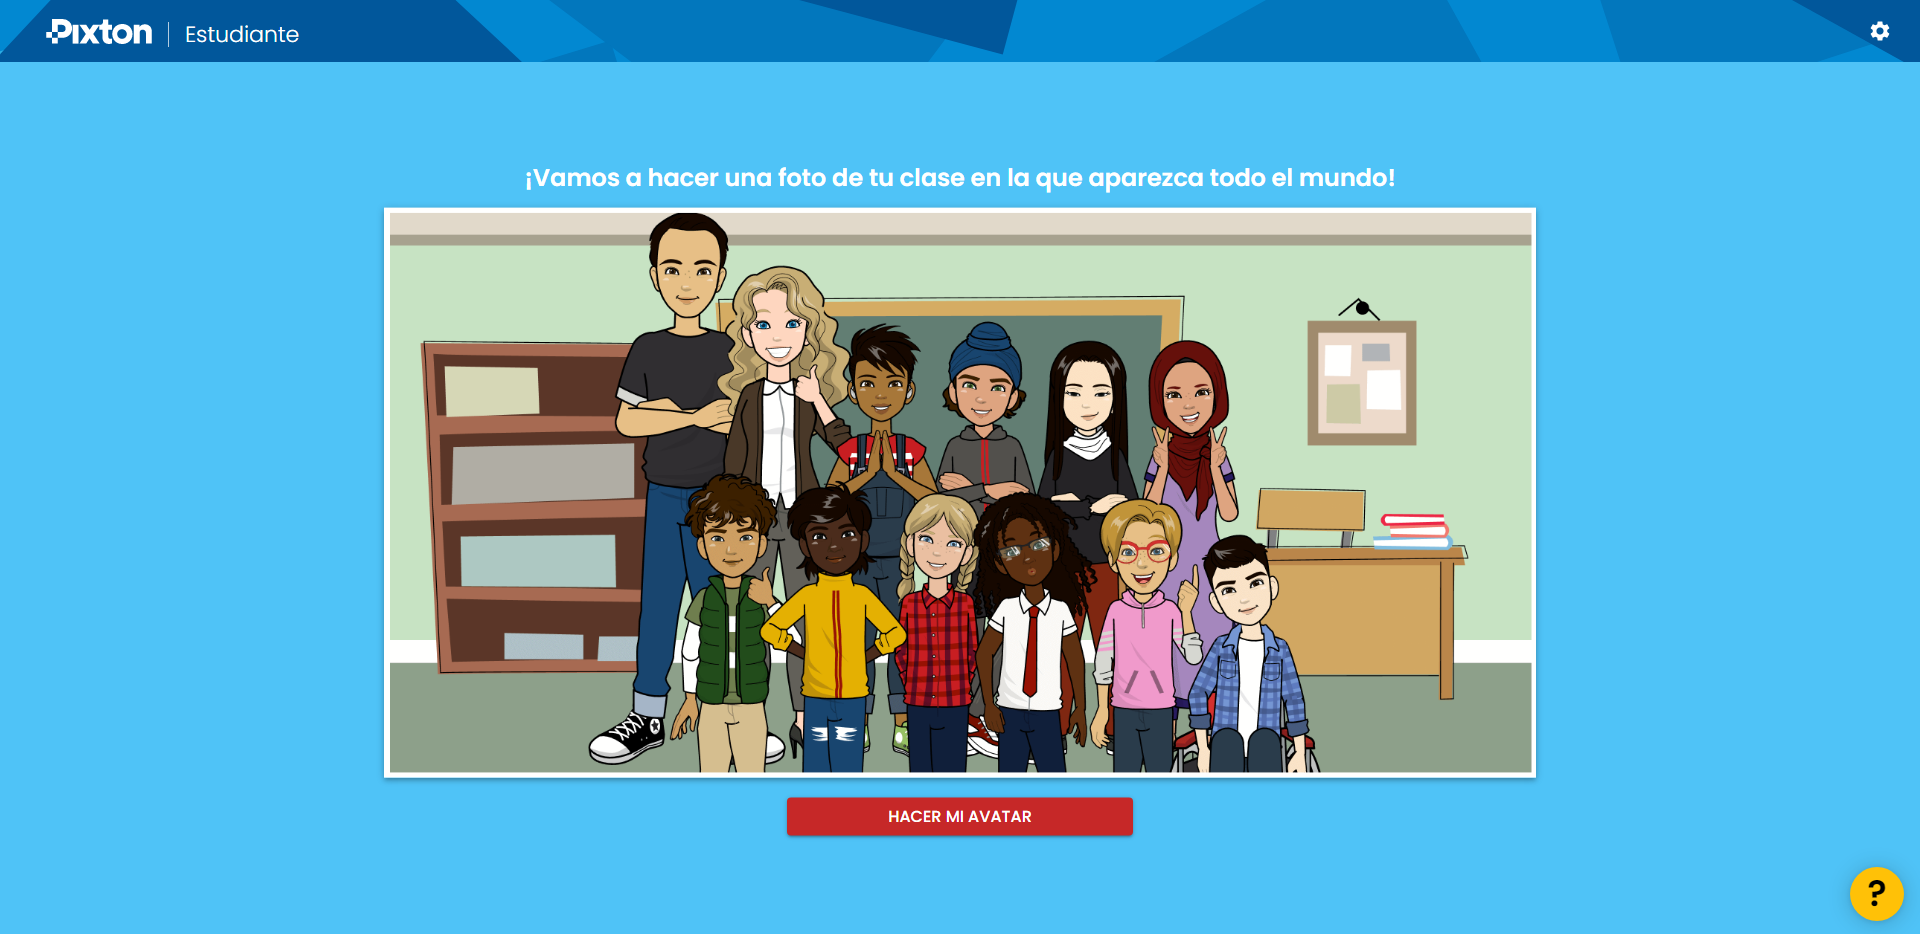 Pixton Estudiante
¡Vamos a hacer una foto de tu clase en la que aparezca todo el mundo!
HACER MI AVATAR
?